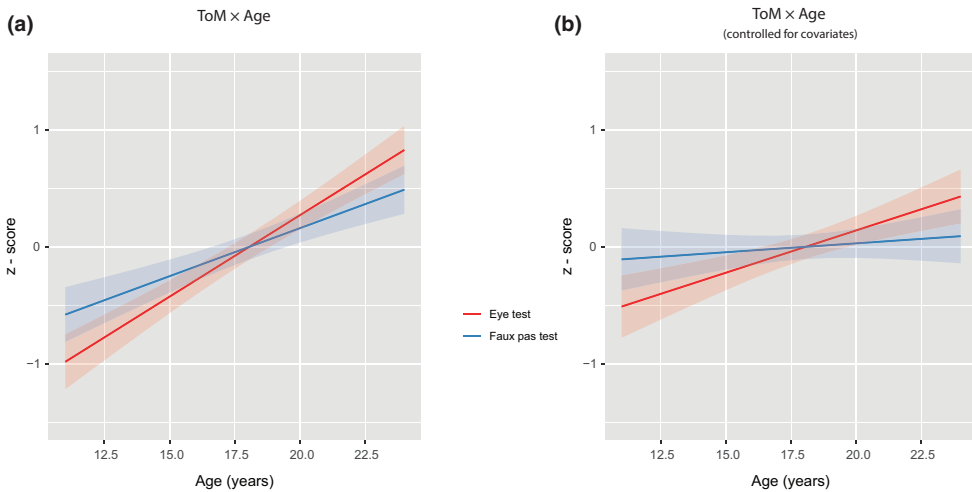 (a)
ToM × Age
1
0
−1
z - score
12.5 15.0 17.5 20.0 22.5
Age (years)
Eye test
Faux pas test
(b)
ToM × Age
(controlled for covariates)
1
0
−1
z - score
12.5 15.0 17.5 20.0 22.5
Age (years)